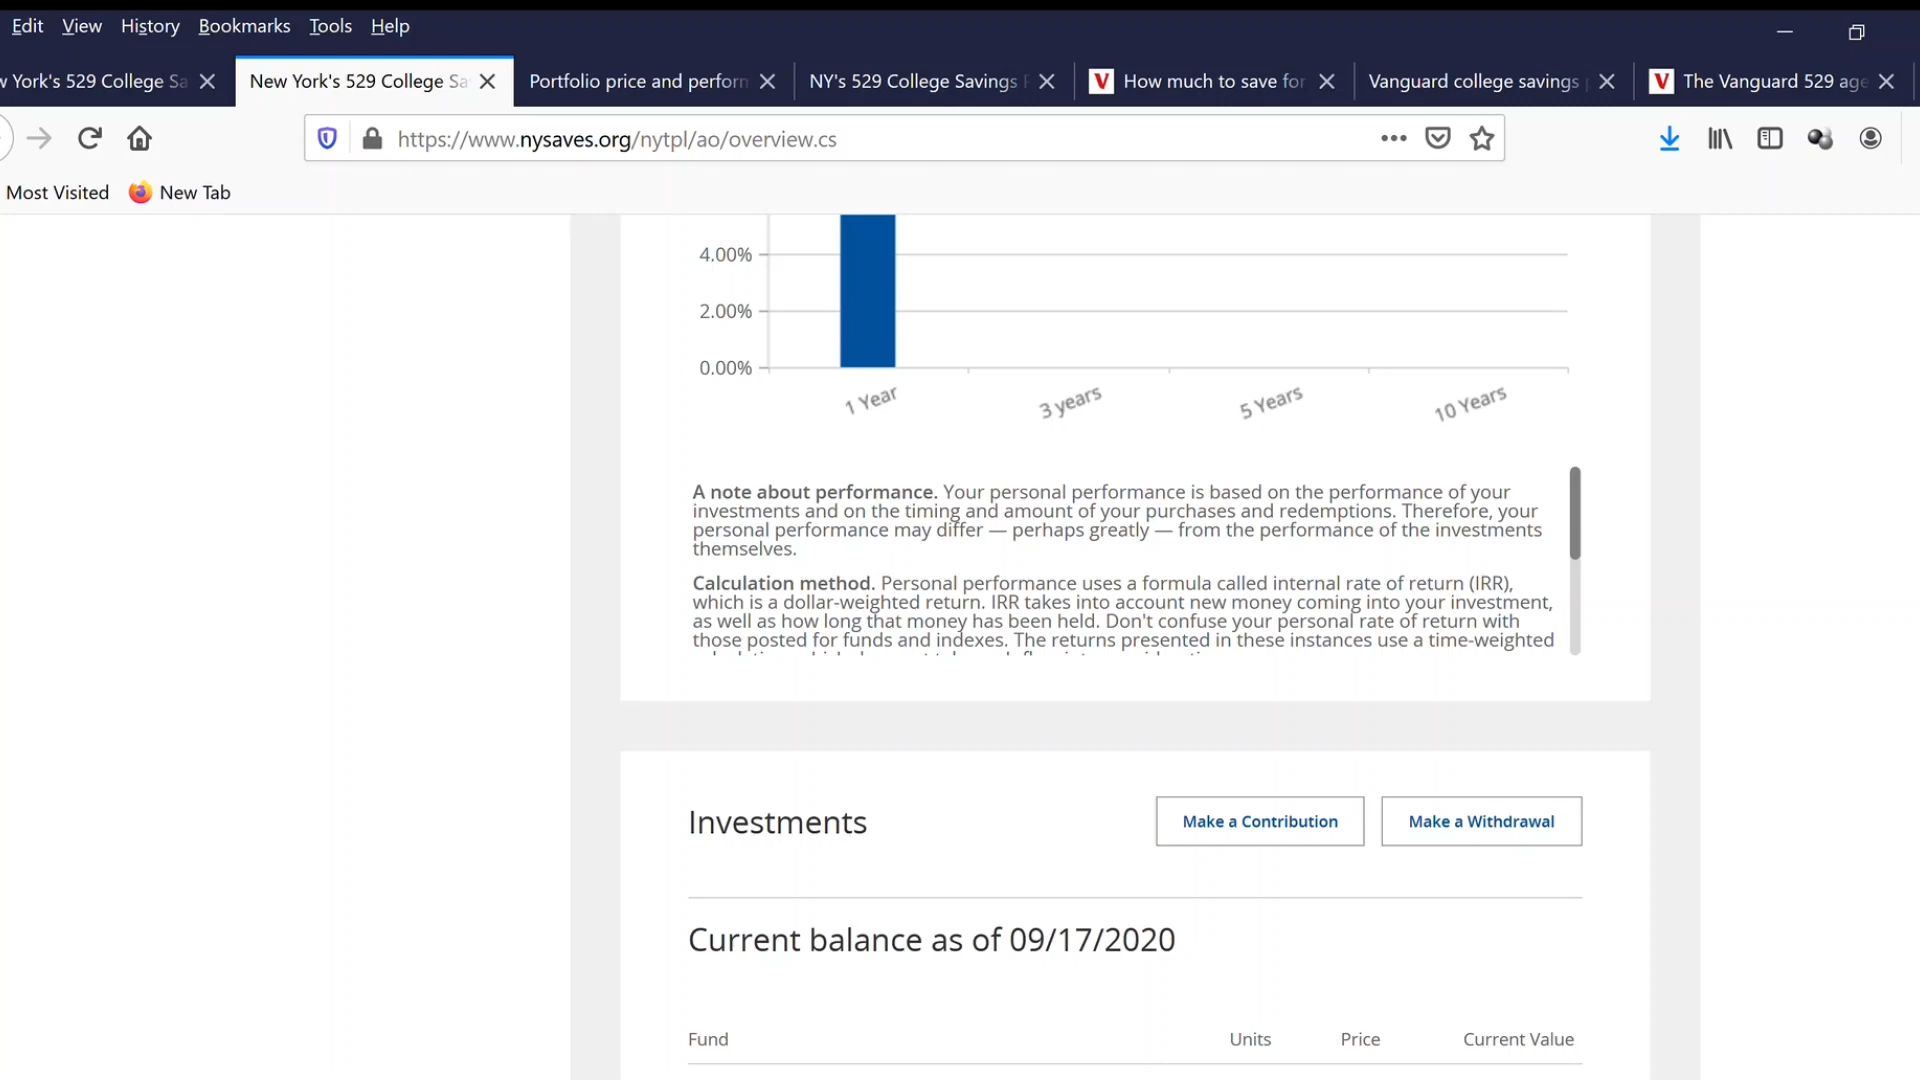 Edit View History Bookmarks Tools Help
York's 529 College Sa
New York's 529 College Sa
Portfolio price and perform
NY's 529 College Savings
How much to save for
Vanguard college savings
The Vanguard 529 age
https://www.nysaves.org/nytpl/ao/overview.cs
Most Visited New Tab
4.00%
2.00%
0.00%
1 Year
3 years
5 Years
10 Years
A note about performance. Your personal performance is based on the performance of your
investments and on the timing and amount of your purchases and redemptions. Therefore, your
personal performance may differ — perhaps greatly — from the performance of the investments
themselves.
Calculation method. Personal performance uses a formula called internal rate of return (IRR),
which is a dollar-weighted return. IRR takes into account new money coming into your investment,
as well as how long that money has been held. Don't confuse your personal rate of return with
those posted for funds and indexes. The returns presented in these instances use a time-weighted
Investments
Make a Contribution
Make a Withdrawal
Current balance as of 09/17/2020
Fund Units Price Current Value